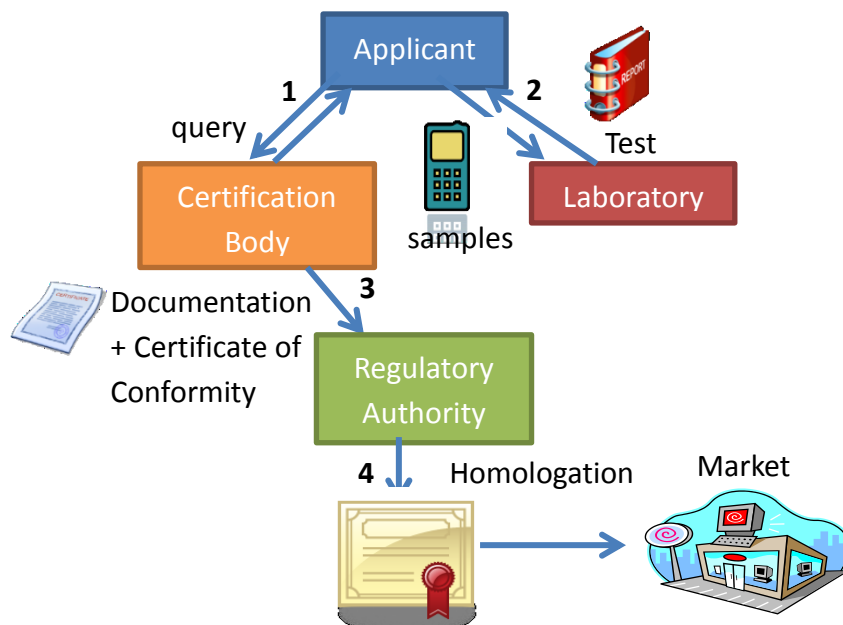 Applicant
1
2
REPORT
query
Test
Certification
Body
Laboratory
samples
3
Documentation
+ Certificate of
Conformity
Regulatory
Authority
4
Homologation
Market